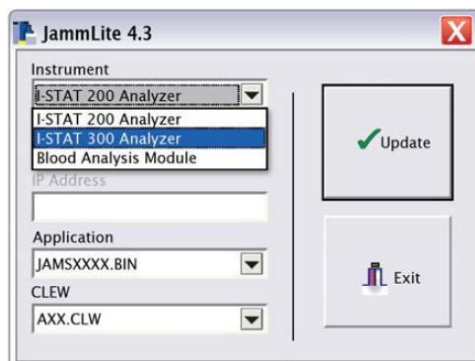 JammLite 4.3
Instrument
I-STAT 200 Analyzer
I-STAT 200 Analyzer
I-STAT 300 Analyzer
Blood Analysis Module
IP Address
Application
JAMSXXXX.BIN
CLEW
AXX.CLW
Update
Exit